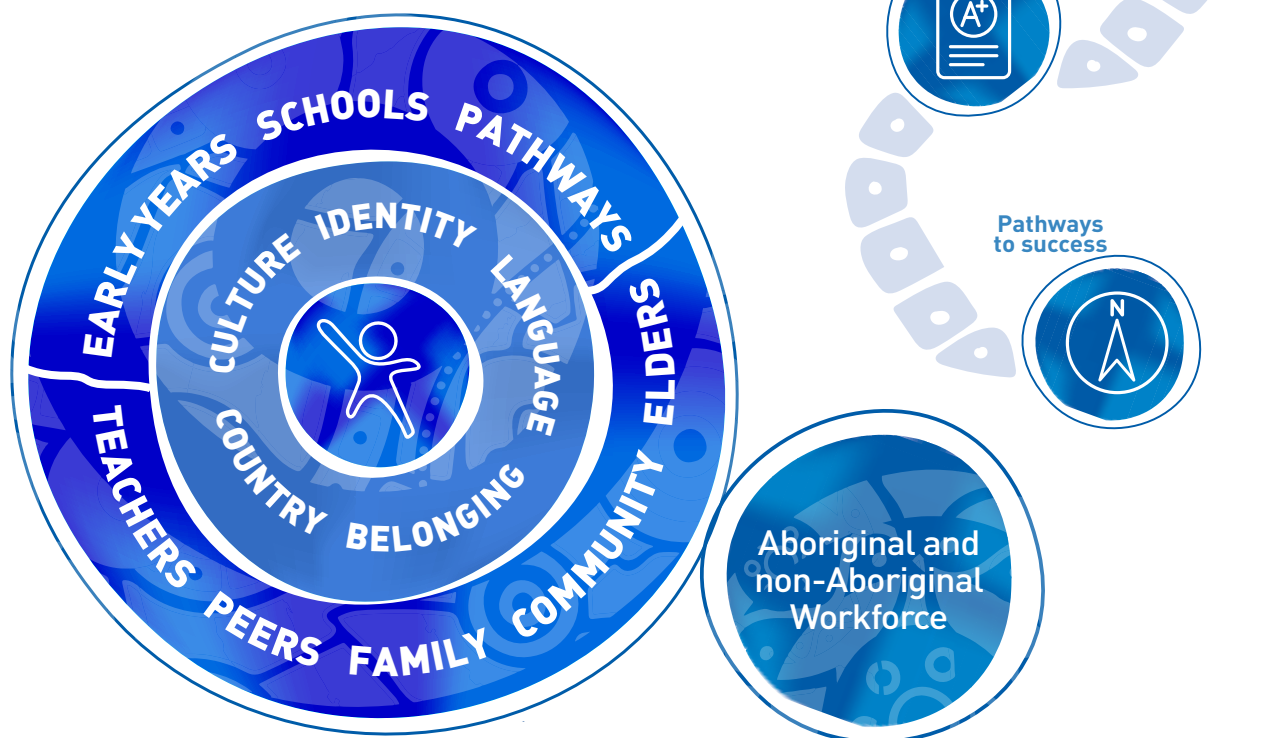 A+
EARLY YEARS SCHOOLS PATHWAYS
ELDERS COMMUNITY FAMILY PEERS TEACHERS
CULTURE IDENTITY LANGUAGE
BELONGING COUNTRY
Pathways
to success
N
Aboriginal and
non-Aboriginal
Workforce